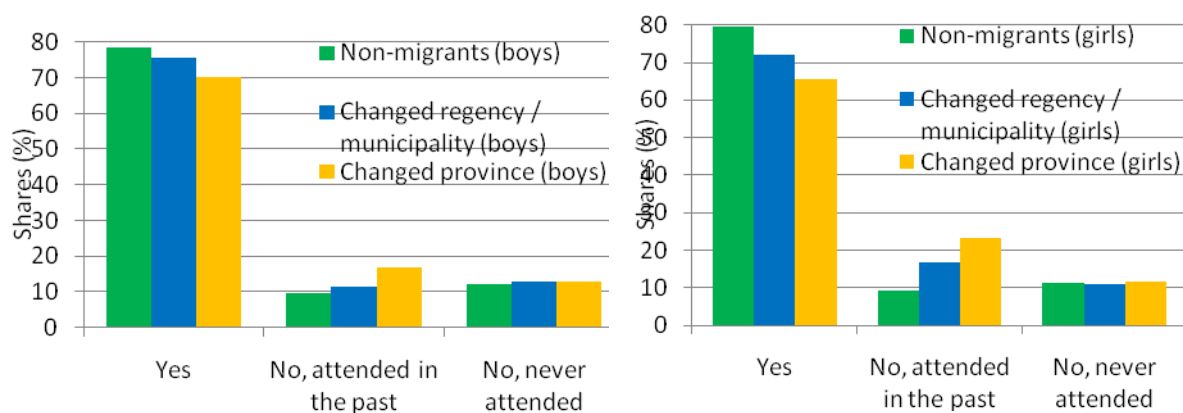 80
70
60
50
40
30
20
10
0
Shares (%)
Non-migrants (boys)
Changed regency /
municipality (boys)
Changed province (boys)
Yes
No, attended in
the past
No, never
attended
80
70
60
50
40
30
20
10
0
Shares (%)
Non-migrants (girls)
Changed regency /
municipality (girls)
Changed province (girls)
Yes
No, attended
in the past
No, never
attended